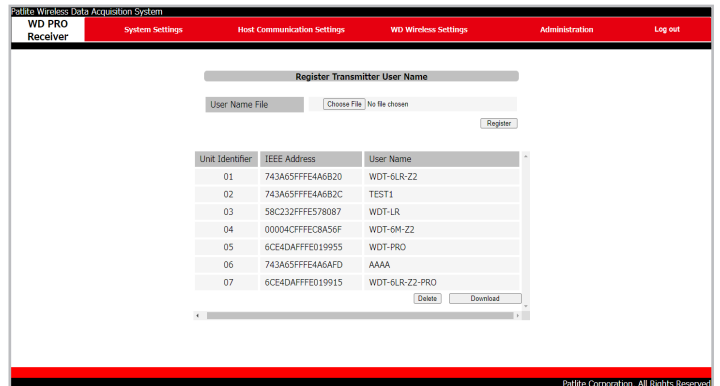 Patlite Wireless Data Acquisition System
WD PRO
Receiver
System Settings
Host Communication Settings
WD Wireless Settings
Administration
Log out
Register Transmitter User Name
User Name File
Choose File No file chosen
Register
Unit Identifier IEEE Address User Name
01 743A65FFFE4A6B20 WDT-6LR-Z2
02 743A65FFFE4A6B2C TEST1
03 58C232FFFE578087 WDT-LR
04 00004CFFFEC8A56F WDT-6M-Z2
05 6CE4DAFFFE019955 WDT-PRO
06 743A65FFFE4A6AFD AAAA
07 6CE4DAFFFE019915 WDT-6LR-Z2-PRO
Delete Download
Patlite Corporation. All Rights Reserved